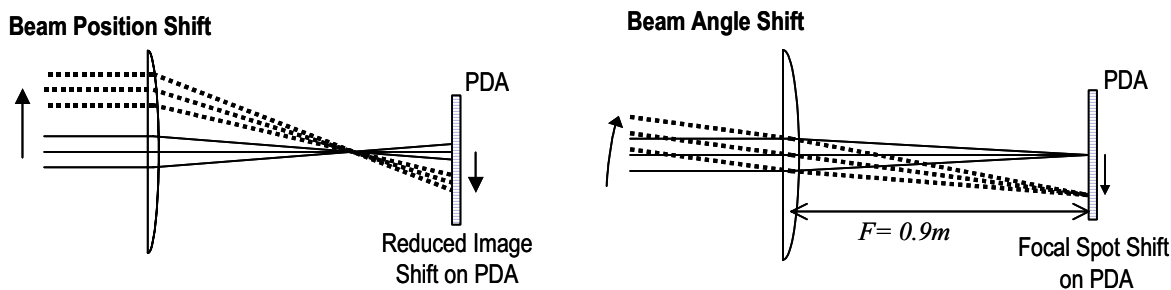 Beam Position Shift
PDA
Reduced Image
Shift on PDA
Beam Angle Shift
PDA
F= 0.9m
Focal Spot Shift
on PDA